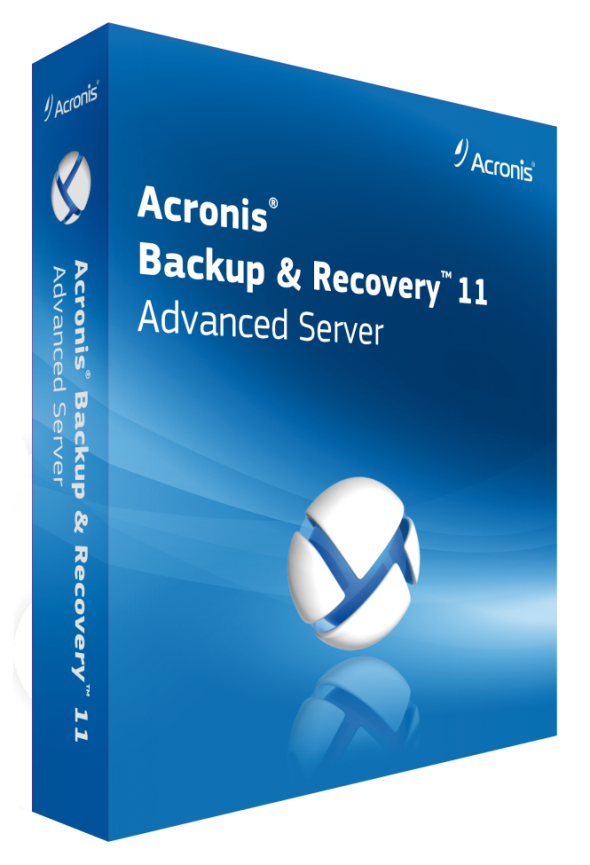 Acronis®
Acronis® Backup & Recovery™ 11
Advanced Server
Acronis®
Acronis®
Backup & Recovery™ 11
Advanced Server